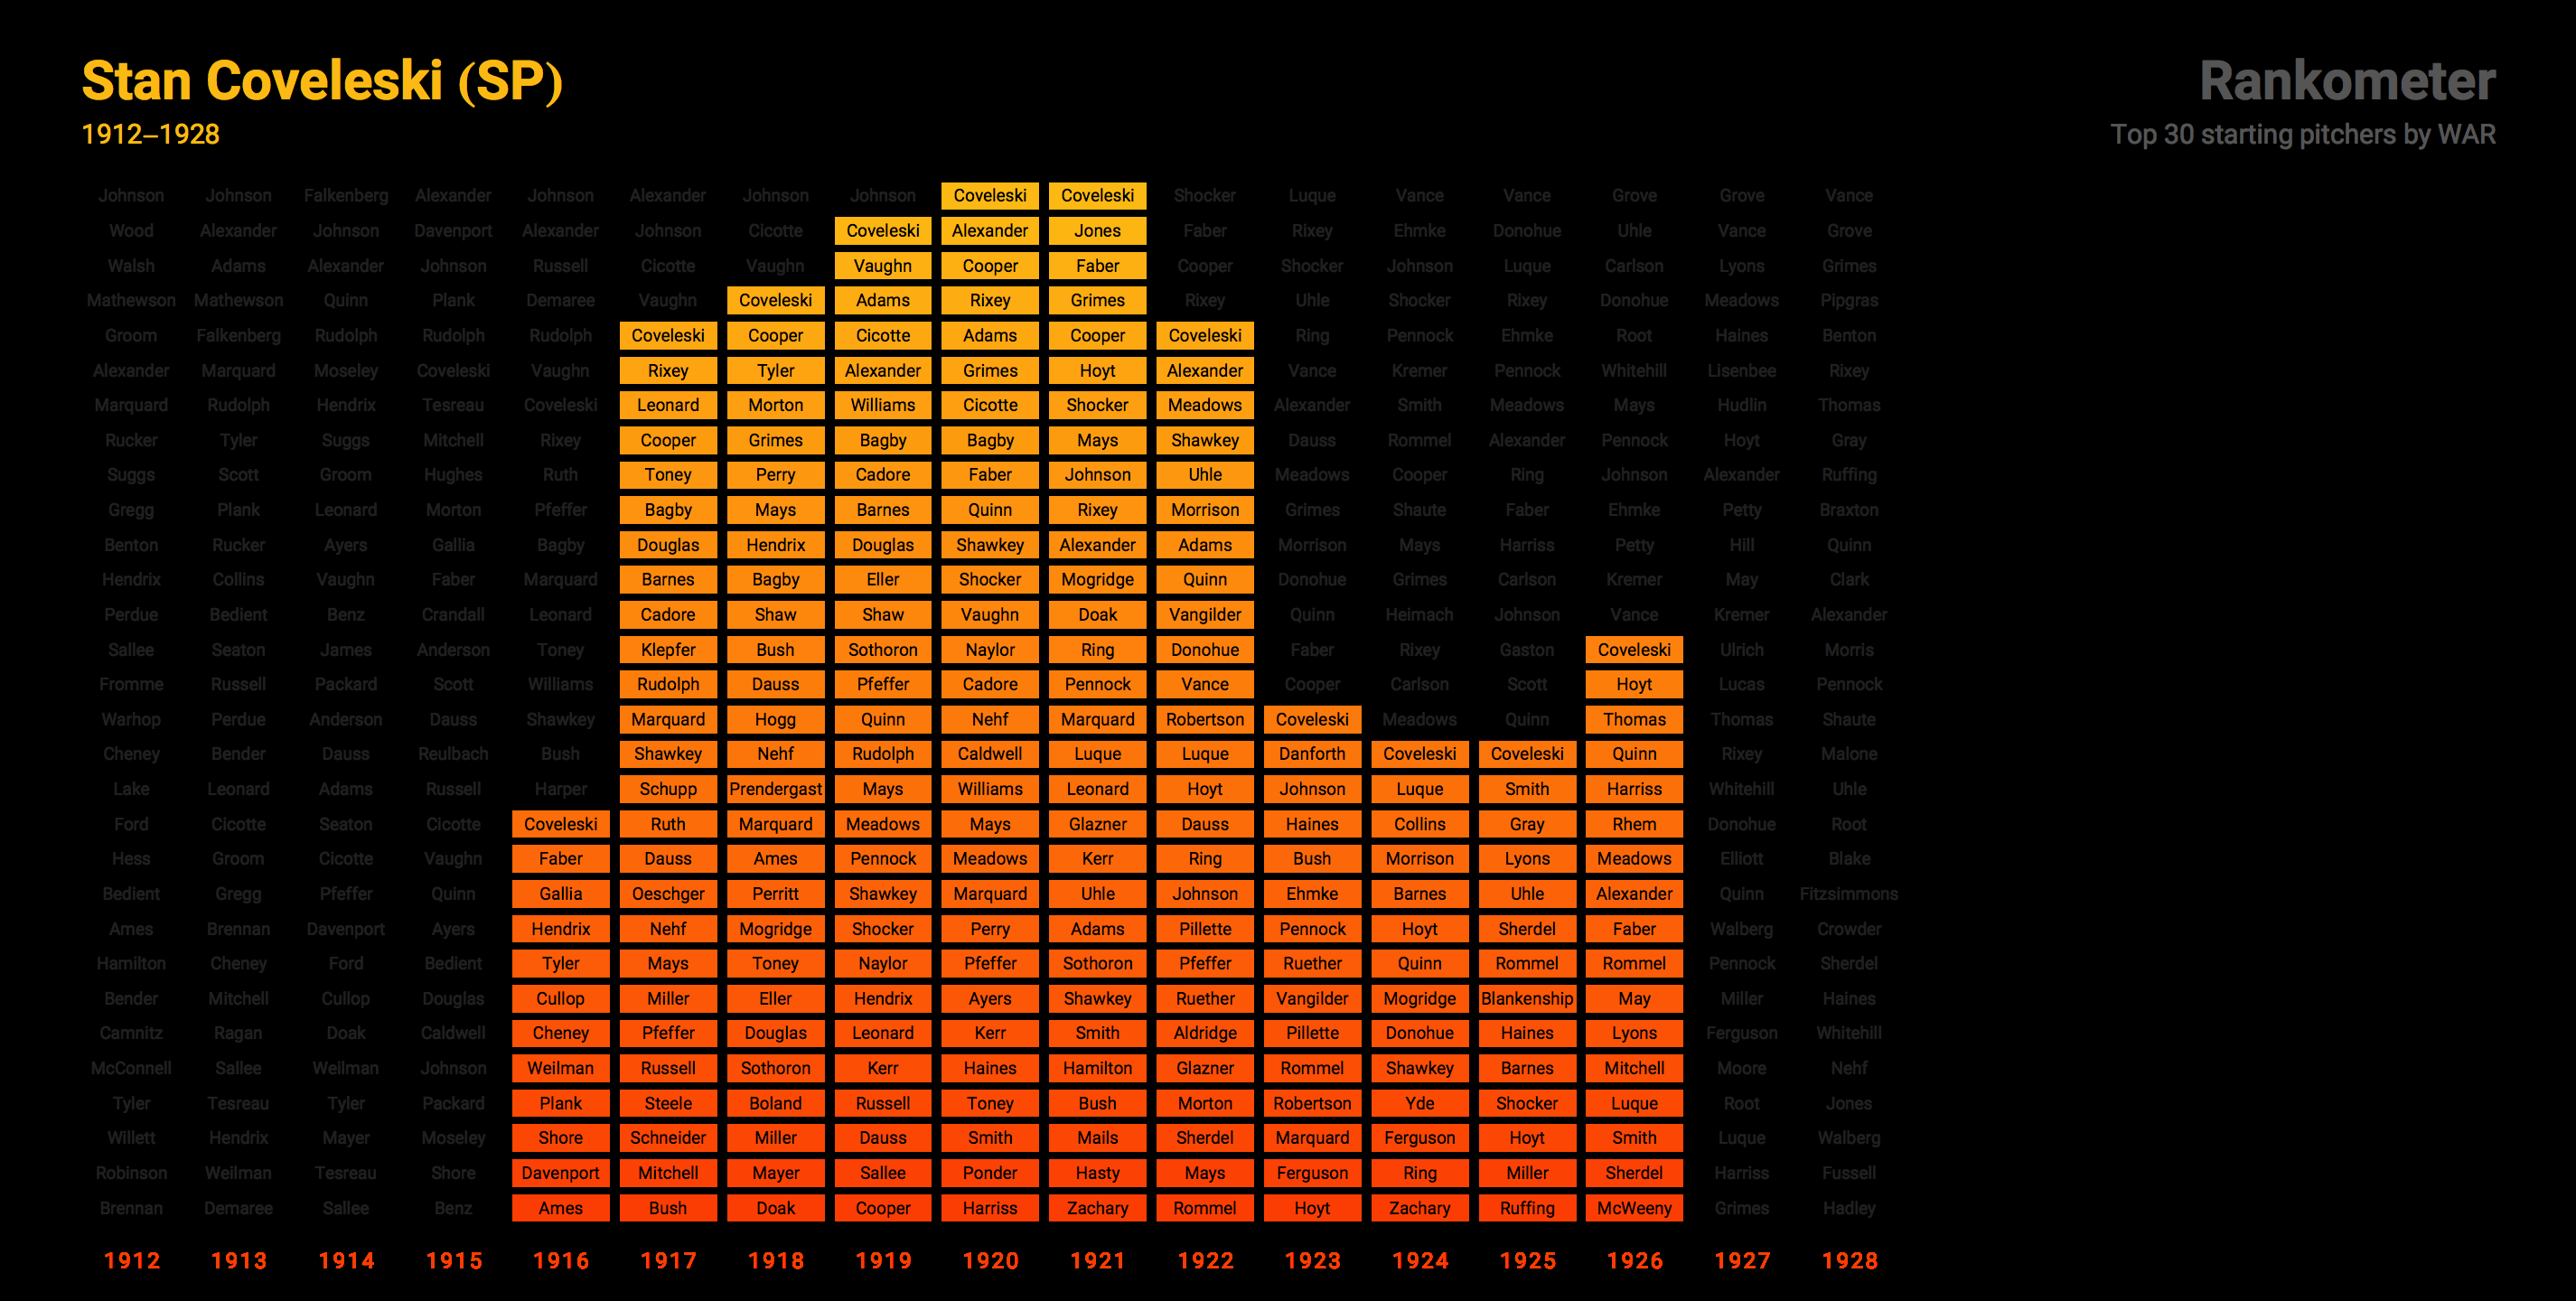 Stan Coveleski (SP)
1912–1928
Rankometer
Top 30 starting pitchers by WAR
Johnson Johnson Falkenberg Alexander Johnson Alexander Johnson Johnson Coveleski Coveleski Shocker Luque Vance Vance Grove Grove Vance
Wood Alexander Johnson Davenport Alexander Johnson Cicotte Coveleski Alexander Jones Faber Rixey Ehmke Donohue Uhle Vance Grove
Walsh Adams Alexander Johnson Russell Cicotte Vaughn Vaughn Cooper Faber Cooper Shocker Johnson Luque Carlson Lyons Grimes
Mathewson Mathewson Quinn Plank Demaree Vaughn Coveleski Adams Rixey Grimes Rixey Uhle Shocker Rixey Donohue Meadows Pipgras
Groom Falkenberg Rudolph Rudolph Rudolph Coveleski Cooper Cicotte Adams Cooper Coveleski Ring Pennock Ehmke Root Haines Benton
Alexander Marquard Moseley Coveleski Vaughn Rixey Tyler Alexander Grimes Hoyt Alexander Vance Kremer Pennock Whitehill Lisenbee Rixey
Marquard Rudolph Hendrix Tesreau Coveleski Leonard Morton Williams Cicotte Shocker Meadows Alexander Smith Meadows Mays Hudlin Thomas
Rucker Tyler Suggs Mitchell Rixey Cooper Grimes Bagby Bagby Mays Shawkey Dauss Rommel Alexander Pennock Hoyt Gray
Suggs Scott Groom Hughes Ruth Toney Perry Cadore Faber Johnson Uhle Meadows Cooper Ring Johnson Alexander Ruffing
Gregg Plank Leonard Morton Pfeffer Bagby Mays Barnes Quinn Rixey Morrison Grimes Shaute Faber Ehmke Petty Braxton
Benton Rucker Ayers Gallia Bagby Douglas Hendrix Douglas Shawkey Alexander Adams Morrison Mays Harriss Petty Hill Quinn
Hendrix Collins Vaughn Faber Marquard Barnes Bagby Eller Shocker Mogridge Quinn Donohue Grimes Carlson Kremer May Clark
Perdue Bedient Benz Crandall Leonard Cadore Shaw Shaw Vaughn Doak Vangilder Quinn Heimach Johnson Vance Kremer Alexander
Sallee Seaton James Anderson Toney Klepfer Bush Sothoron Naylor Ring Donohue Faber Rixey Gaston Coveleski Ulrich Morris
Fromme Russell Packard Scott Williams Rudolph Dauss Pfeffer Cadore Pennock Vance Cooper Carlson Scott Hoyt Lucas Pennock
Warhop Perdue Anderson Dauss Shawkey Marquard Hogg Quinn Nehf Marquard Robertson Coveleski Meadows Quinn Thomas Thomas Shaute
Cheney Bender Dauss Reulbach Bush Shawkey Nehf Rudolph Caldwell Luque Luque Danforth Coveleski Coveleski Quinn Rixey Malone
Lake Leonard Adams Russell Harper Schupp Prendergast Mays Williams Leonard Hoyt Johnson Luque Smith Harriss Whitehill Uhle
Ford Cicotte Seaton Cicotte Coveleski Ruth Marquard Meadows Mays Glazner Dauss Haines Collins Gray Rhem Donohue Root
Hess Groom Cicotte Vaughn Faber Dauss Ames Pennock Meadows Kerr Ring Bush Morrison Lyons Meadows Elliott Blake
Bedient Gregg Pfeffer Quinn Gallia Oeschger Perritt Shawkey Marquard Uhle Johnson Ehmke Barnes Uhle Alexander Quinn Fitzsimmons
Ames Brennan Davenport Ayers Hendrix Nehf Mogridge Shocker Perry Adams Pillette Pennock Hoyt Sherdel Faber Walberg Crowder
Hamilton Cheney Ford Bedient Tyler Mays Toney Naylor Pfeffer Sothoron Pfeffer Ruether Quinn Rommel Rommel Pennock Sherdel
Bender Mitchell Cullop Douglas Cullop Miller Eller Hendrix Ayers Shawkey Ruether Vangilder Mogridge Blankenship May Miller Haines
Camnitz Ragan Doak Caldwell Cheney Pfeffer Douglas Leonard Kerr Smith Aldridge Pillette Donohue Haines Lyons Ferguson Whitehill
McConnell Sallee Weilman Johnson Weilman Russell Sothoron Kerr Haines Hamilton Glazner Rommel Shawkey Barnes Mitchell Moore Nehf
Tyler Tesreau Tyler Packard Plank Steele Boland Russell Toney Bush Morton Robertson Yde Shocker Luque Root Jones
Willett Hendrix Mayer Moseley Shore Schneider Miller Dauss Smith Mails Sherdel Marquard Ferguson Hoyt Smith Luque Walberg
Robinson Weilman Tesreau Shore Davenport Mitchell Mayer Sallee Ponder Hasty Mays Ferguson Ring Miller Sherdel Harriss Fussell
Brennan Demaree Sallee Benz Ames Bush Doak Cooper Harriss Zachary Rommel Hoyt Zachary Ruffing McWeeny Grimes Hadley
1912 1913 1914 1915 1916 1917 1918 1919 1920 1921 1922 1923 1924 1925 1926 1927 1928